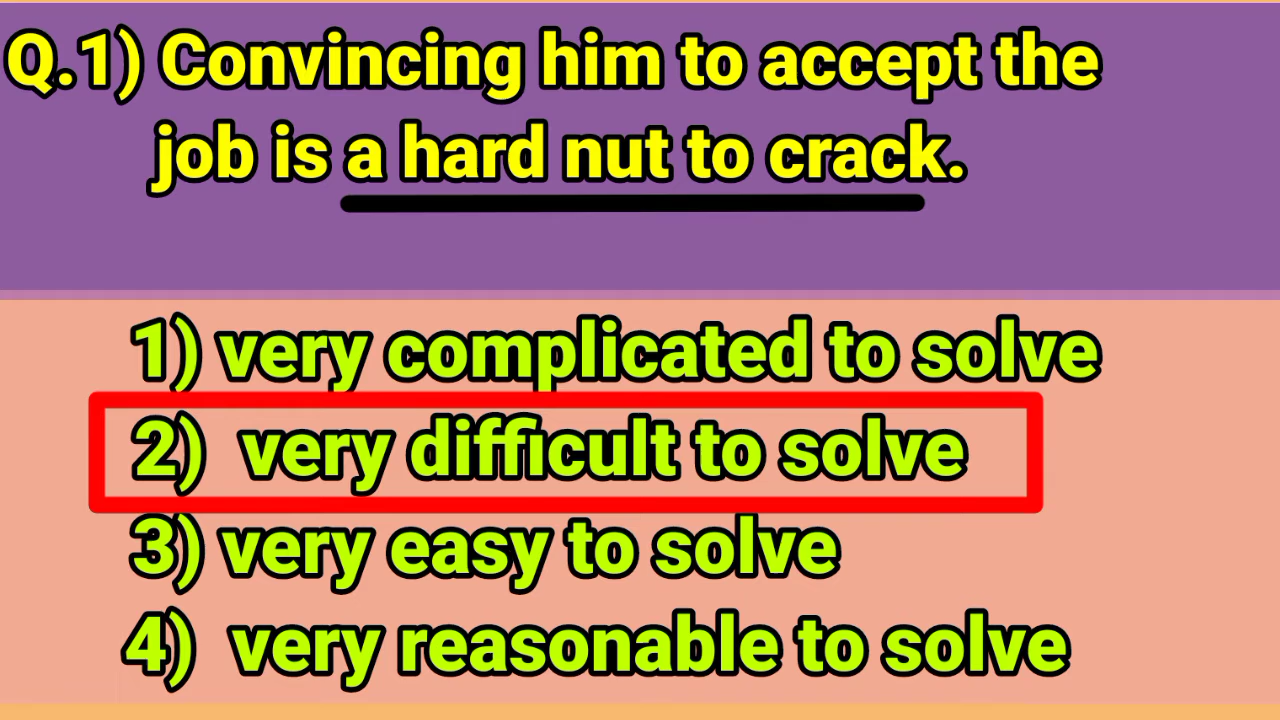 Q.1) Convincing him to accept the
job is a hard nut to crack.
1) very complicated to solve
2) very difficult to solve
3) very easy to solve
4) very reasonable to solve